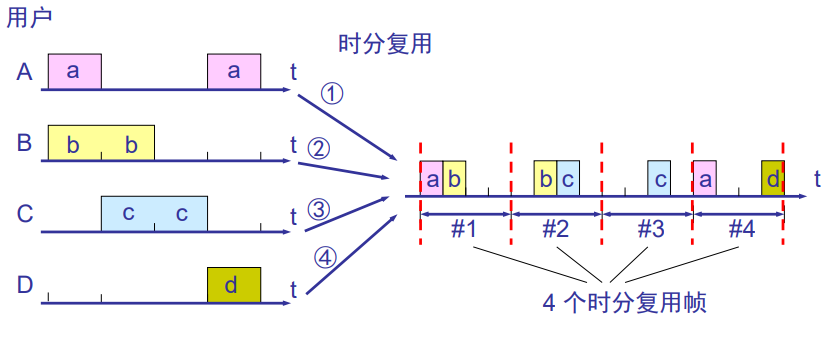 用户
时分复用
A a a t
①
B b b t
②
C c c t
③
D d t
④
a b b c c a d t
#1 #2 #3 #4
4 个时分复用帧